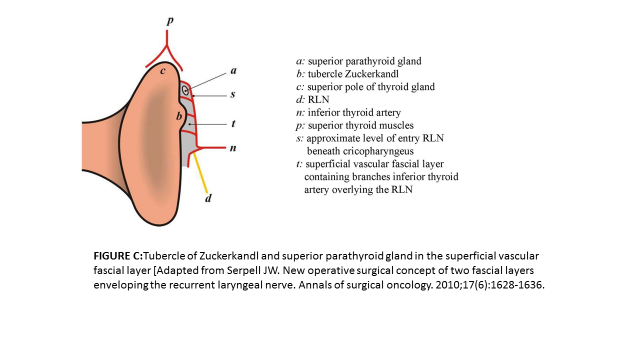 p
c
a
s
b
t
n
d
a: superior parathyroid gland
b: tubercle Zuckerkandl
c: superior pole of thyroid gland
d: RLN
n: inferior thyroid artery
p: superior thyroid muscles
s: approximate level of entry RLN
beneath cricopharyngeus
t: superficial vascular fascial layer
containing branches inferior thyroid
artery overlying the RLN
FIGURE C:Tubercle of Zuckerkandl and superior parathyroid gland in the superficial vascular
fascial layer [Adapted from Serpell JW. New operative surgical concept of two fascial layers
enveloping the recurrent laryngeal nerve. Annals of surgical oncology. 2010;17(6):1628-1636.